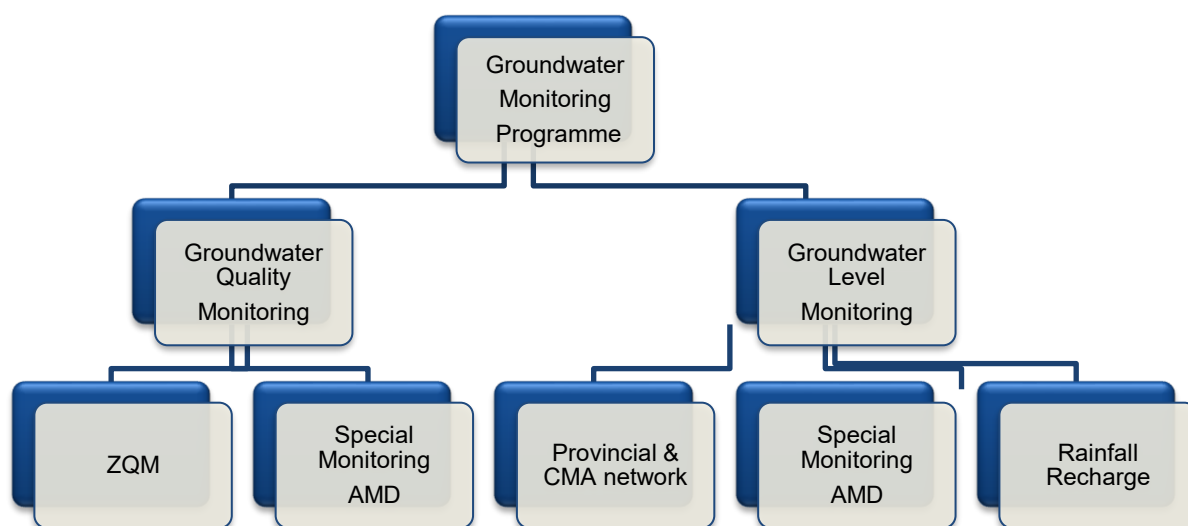 Groundwater
Monitoring
Programme
Groundwater
Quality
Monitoring
Groundwater
Level
Monitoring
ZQM
Special
Monitoring
AMD
Provincial &
CMA network
Special
Monitoring
AMD
Rainfall
Recharge